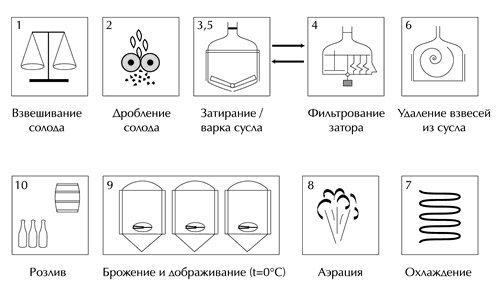 1
2
3,5
4
6
Взвешивание
солода
Дробление
солода
Затирание /
варка сусла
Фильтрование
затора
Удаление взвесей
из сусла
10
9
8
7
Розлив
Брожение и дображивание (t=0°C)
Аэрация
Охлаждение